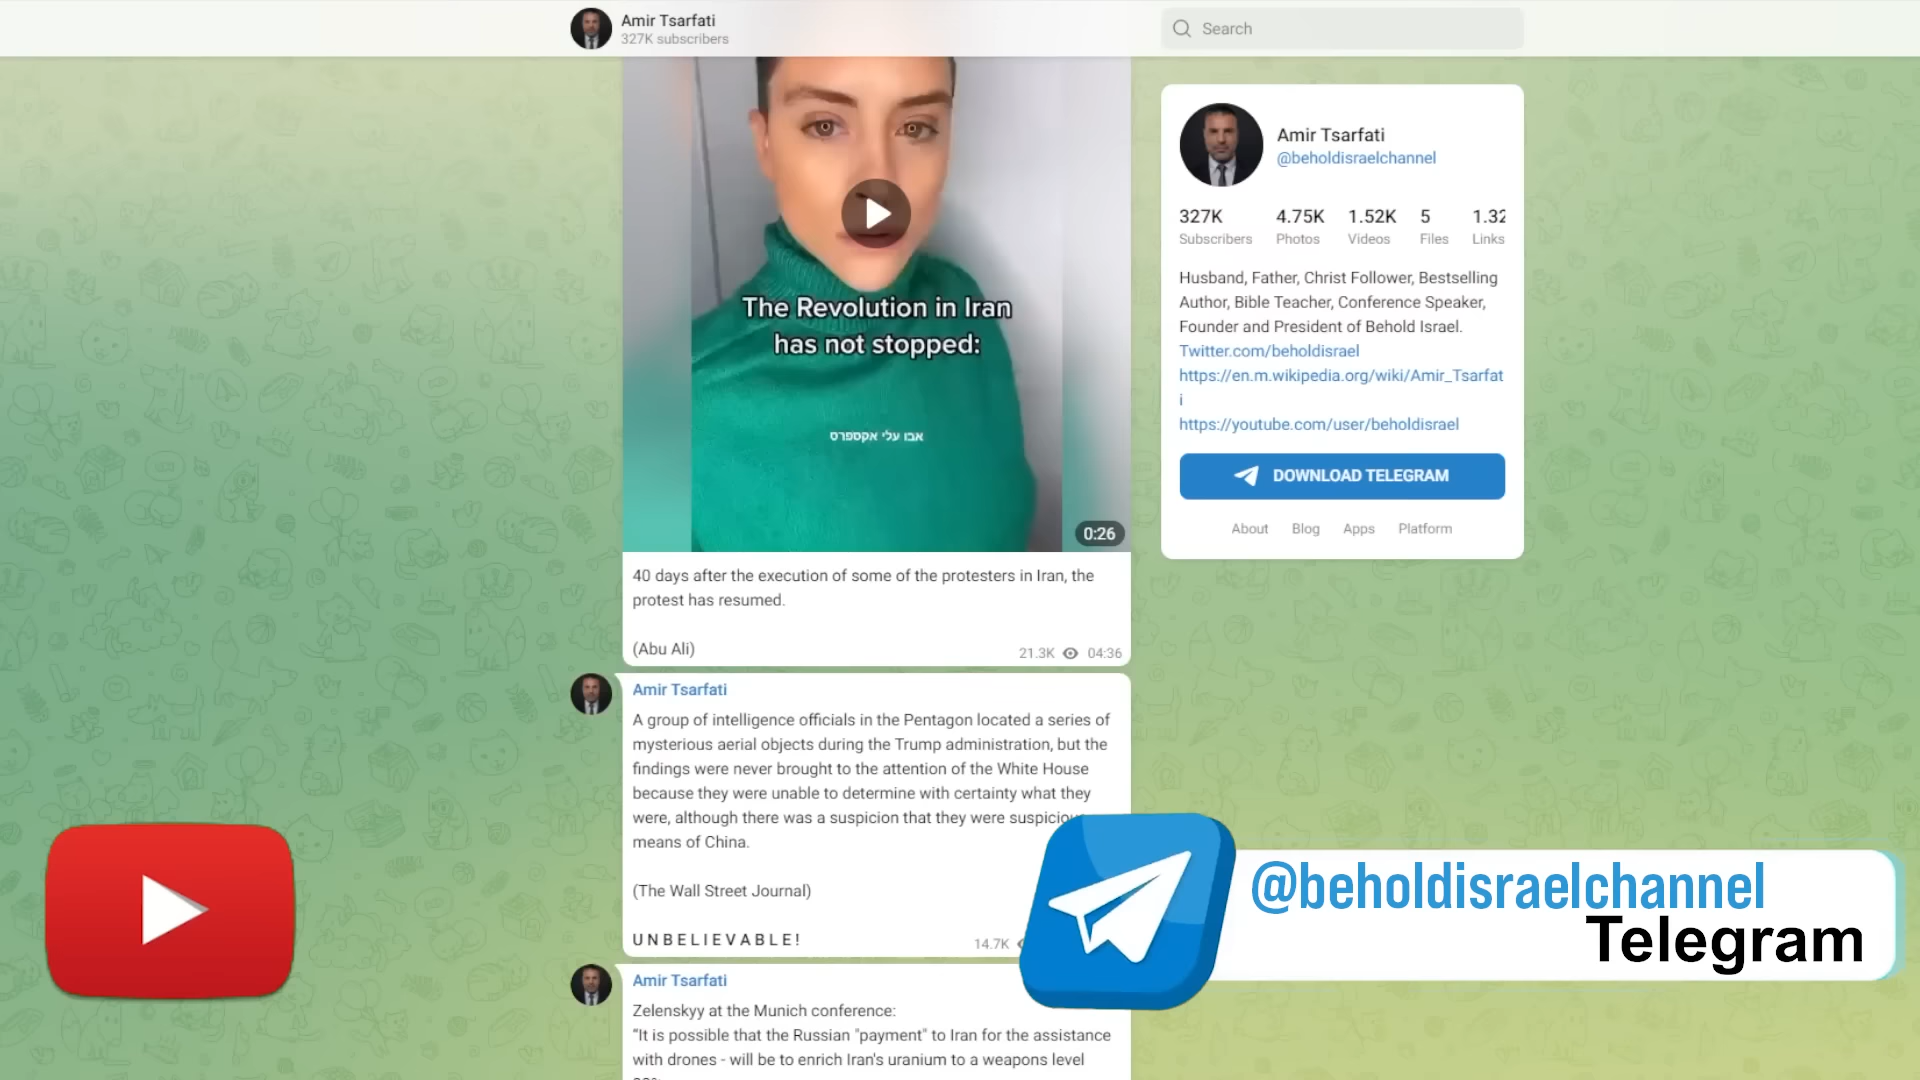 Amir Tsarfati
327K subscribers
Search
The Revolution in Iran
has not stopped:
אבו עלי אקספרס
0:26
40 days after the execution of some of the protesters in Iran, the
protest has resumed.
(Abu Ali)
21.3K 04:36
Amir Tsarfati
A group of intelligence officials in the Pentagon located a series of
mysterious aerial objects during the Trump administration, but the
findings were never brought to the attention of the White House
because they were unable to determine with certainty what they
were, although there was a suspicion that they were suspicious
means of China.
(The Wall Street Journal)
U N B E L I E V A B L E !
14.7K
Amir Tsarfati
Zelenskyy at the Munich conference:
"It is possible that the Russian "payment" to Iran for the assistance
with drones - will be to enrich Iran's uranium to a weapons level
Amir Tsarfati
@beholdisraelchannel
327K 4.75K 1.52K 5 1.32
Subscribers Photos Videos Files Links
Husband, Father, Christ Follower, Bestselling
Author, Bible Teacher, Conference Speaker,
Founder and President of Behold Israel.
Twitter.com/beholdisrael
https://en.m.wikipedia.org/wiki/Amir_Tsarfat
i
https://youtube.com/user/beholdisrael
DOWNLOAD TELEGRAM
About Blog Apps Platform
@beholdisraelchannel
Telegram